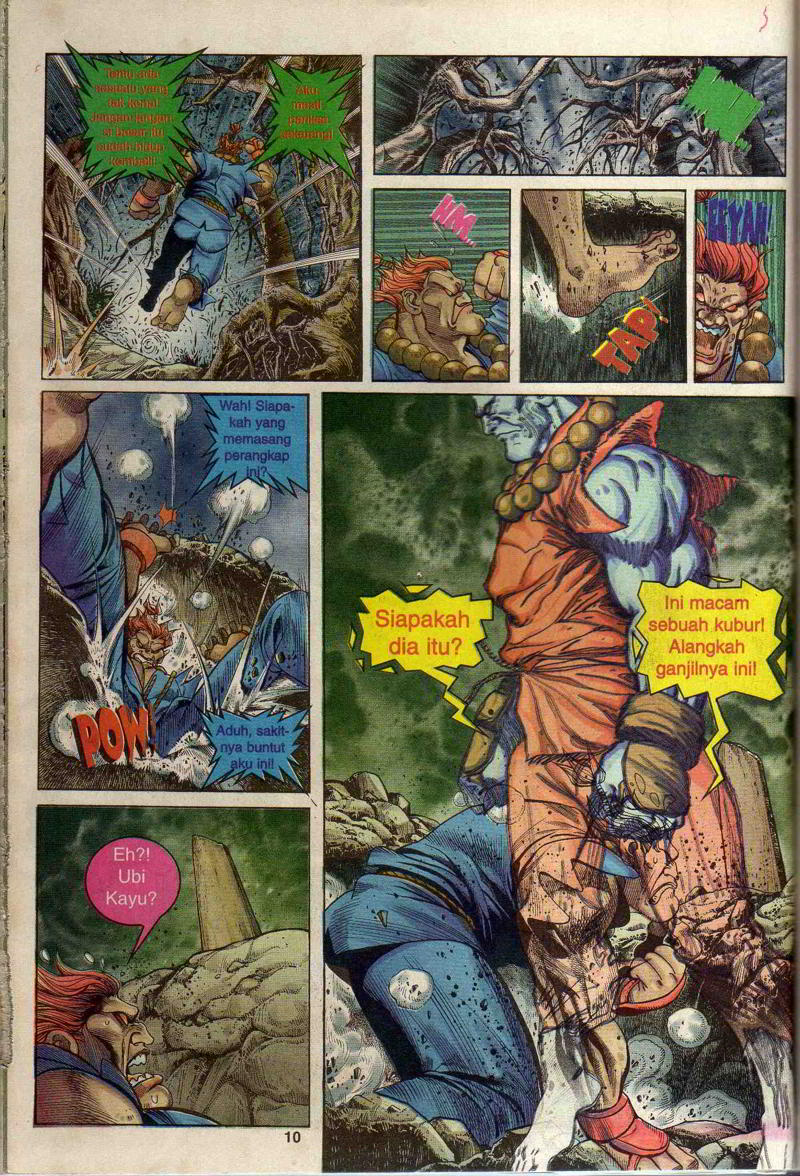 Tentu ada
sesuatu yang
tak kena!
Jangan-jangan
si besar itu
sudah hidup
kembali!
Aku
mesti
periksa
sekarang!
HM..
TAP!
EEYAH!
Wah! Siapa-
kah yang
memasang
perangkap
ini?
POW!
Aduh, sakit-
nya buntut
aku ini!
Siapakah
dia itu?
Ini macam
sebuah kubur!
Alangkah
ganjilnya ini!
Eh?!
Ubi
Kayu?
10